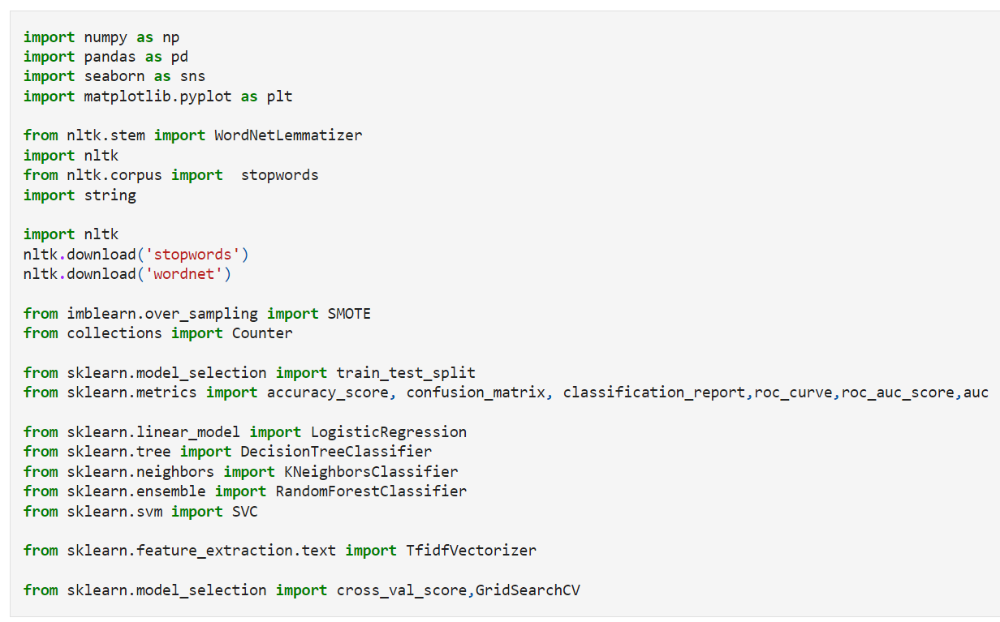 import numpy as np
import pandas as pd
import seaborn as sns
import matplotlib.pyplot as plt
from nltk.stem import WordNetLemmatizer
import nltk
from nltk.corpus import  stopwords
import string
import nltk
nltk.download('stopwords')
nltk.download('wordnet')
from imblearn.over_sampling import SMOTE
from collections import Counter
from sklearn.model_selection import train_test_split
from sklearn.metrics import accuracy_score, confusion_matrix, classification_report,roc_curve,roc_auc_score,auc
from sklearn.linear_model import LogisticRegression
from sklearn.tree import DecisionTreeClassifier
from sklearn.neighbors import KNeighborsClassifier
from sklearn.ensemble import RandomForestClassifier
from sklearn.svm import SVC
from sklearn.feature_extraction.text import TfidfVectorizer
from sklearn.model_selection import cross_val_score,GridSearchCV